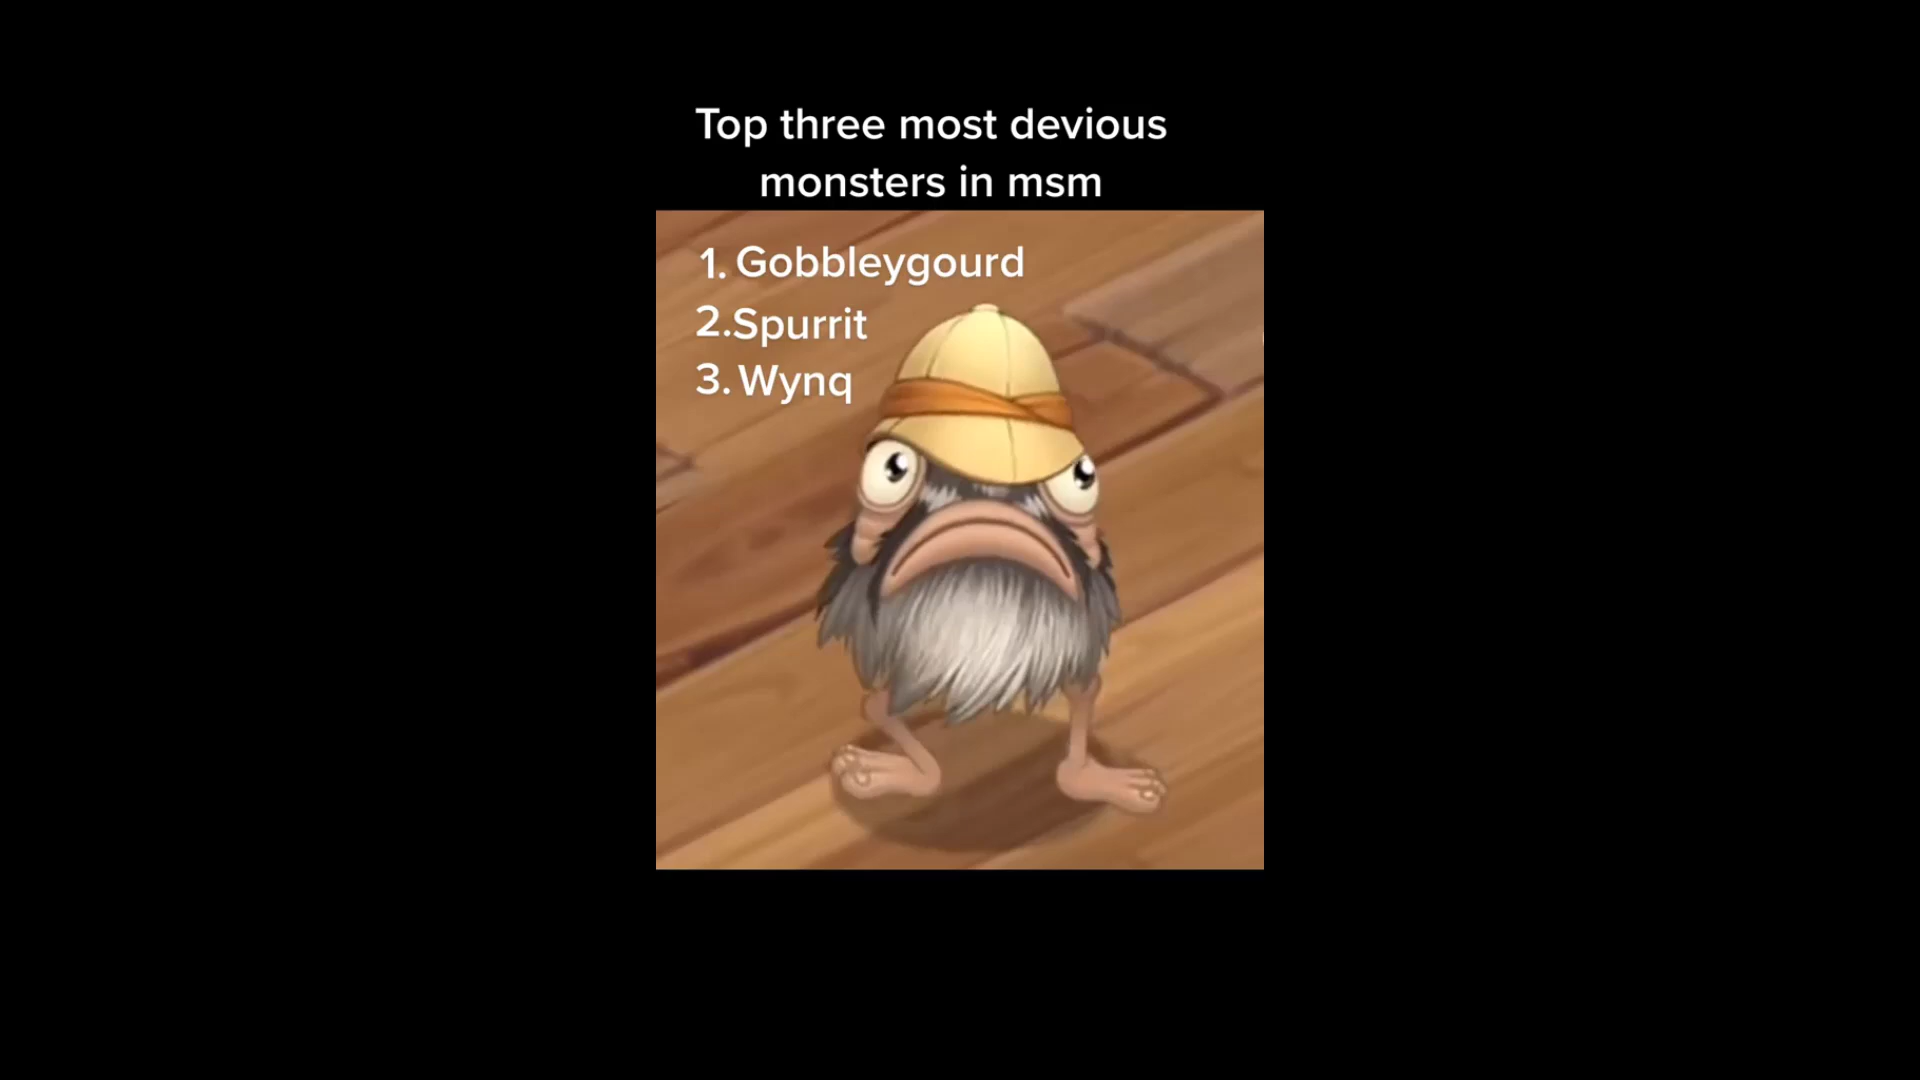 Top three most devious
monsters in msm
1. Gobbleygourd
2.Spurrit
3. Wynq